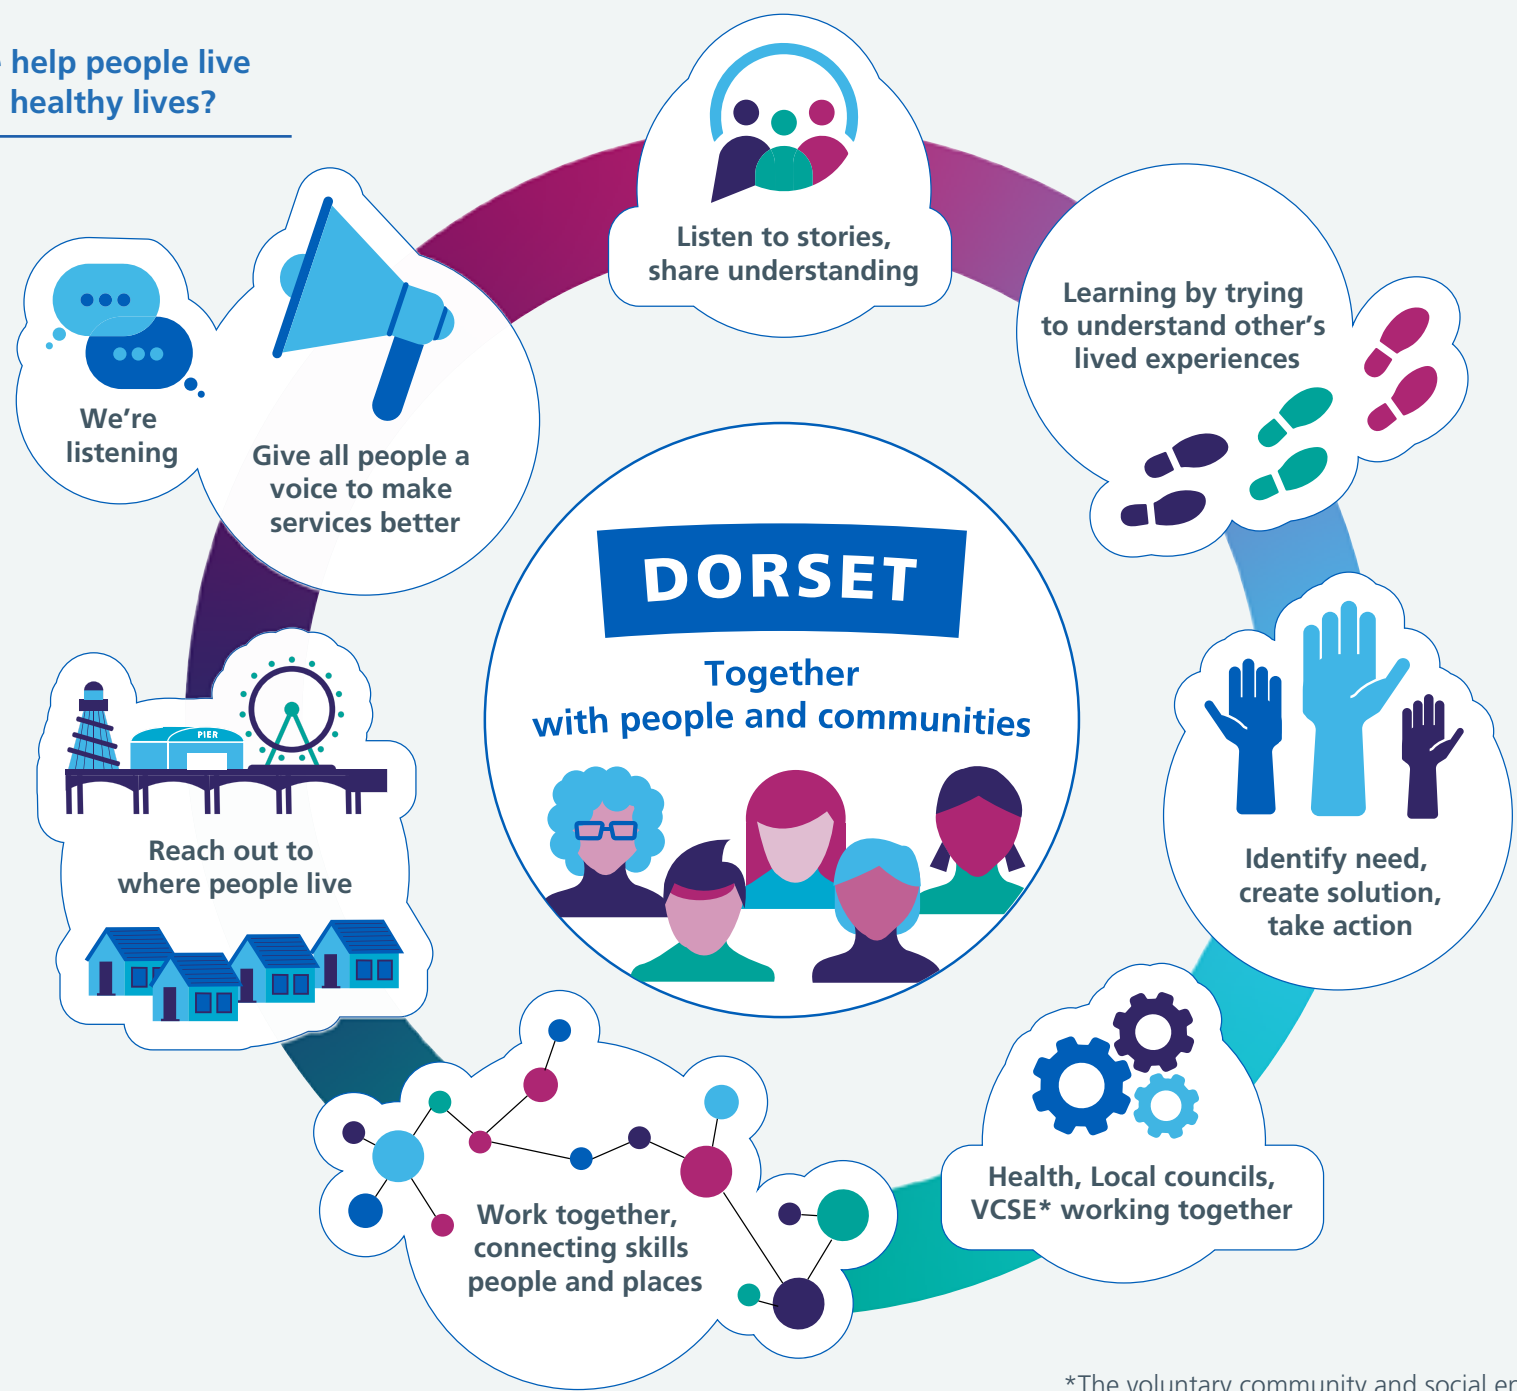 help people live
healthy lives?
Listen to stories,
share understanding
Learning by trying
to understand other's
lived experiences
We're
listening
Give all people a
voice to make
services better
DORSET
Together
with people and communities
PIER
Reach out to
where people live
Identify need,
create solution,
take action
Health, Local councils,
VCSE* working together
Work together,
connecting skills
people and places
*The voluntary community and social